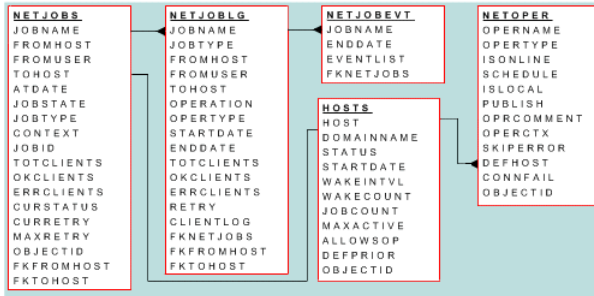 NETJOBS
JOBNAME
FROMHOST
FROMUSER
TOHOST
ATDATE
JOBSTATE
JOBTYPE
CONTEXT
JOBID
TOTCLIENTS
OKCLIENTS
ERRCLIENTS
CURSTATUS
CURRETRY
MAXRETRY
OBJECTID
FKFROMHOST
FKTOHOST
NETJOBLG
JOBNAME
JOBTYPE
FROMHOST
FROMUSER
TOHOST
OPERATION
OPERTYPE
STARTDATE
ENDDATE
TOTCLIENTS
OKCLIENTS
ERRCLIENTS
RETRY
CLIENTLOG
FKNETJOBS
FKFROMHOST
FKTOHOST
NETJOBEVT
JOBNAME
ENDDATE
EVENTLIST
FKNETJOBS
HOSTS
HOST
DOMAINNAME
STATUS
STARTDATE
WAKEINTVL
WAKECOUNT
JOBCOUNT
MAXACTIVE
ALLOWSOP
DEFPRIOR
OBJECTID
NETOPER
OPERNAME
OPERTYPE
ISONLINE
SCHEDULE
ISLOCAL
PUBLISH
OPRCOMMENT
OPERCTX
SKIPERROR
DEFHOST
CONNFAIL
OBJECTID